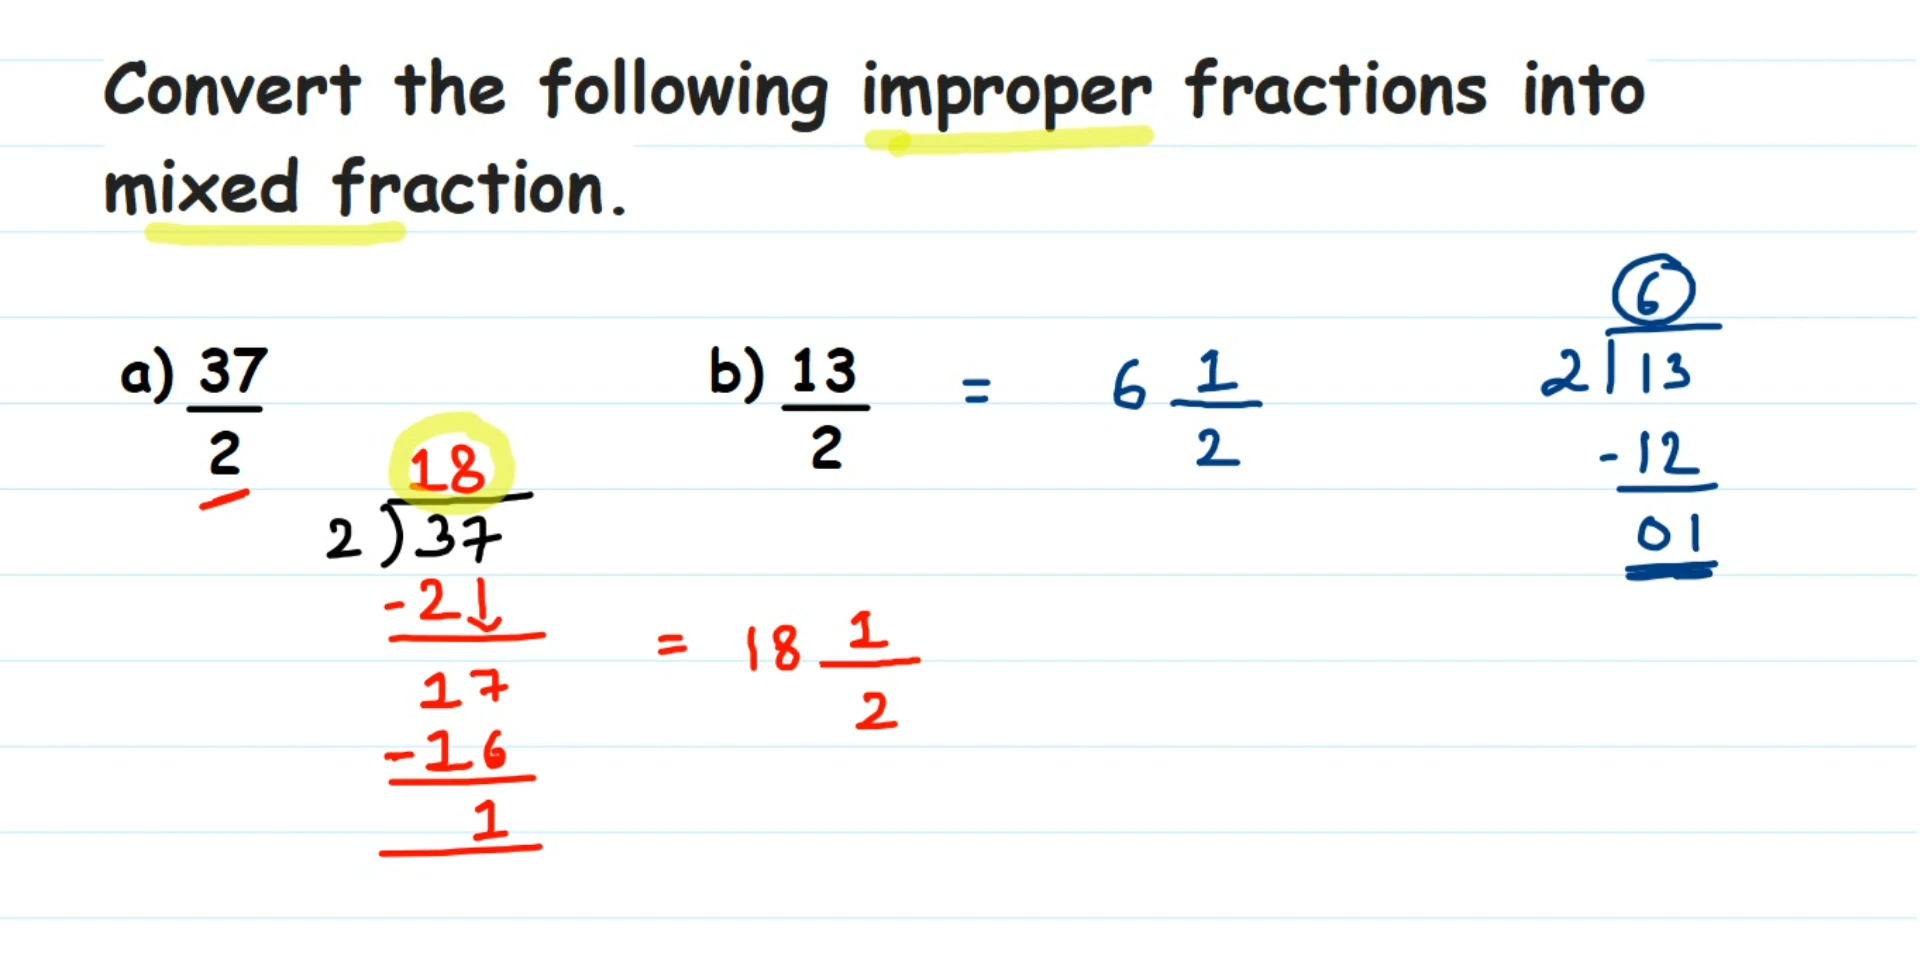 Convert the following improper fractions into
mixed fraction.
a) 37
2
18
2 ) 37
-2↓
17
-16
1
= 18 1
2
b) 13
2
= 6 1
2
6
2 | 13
-12
01